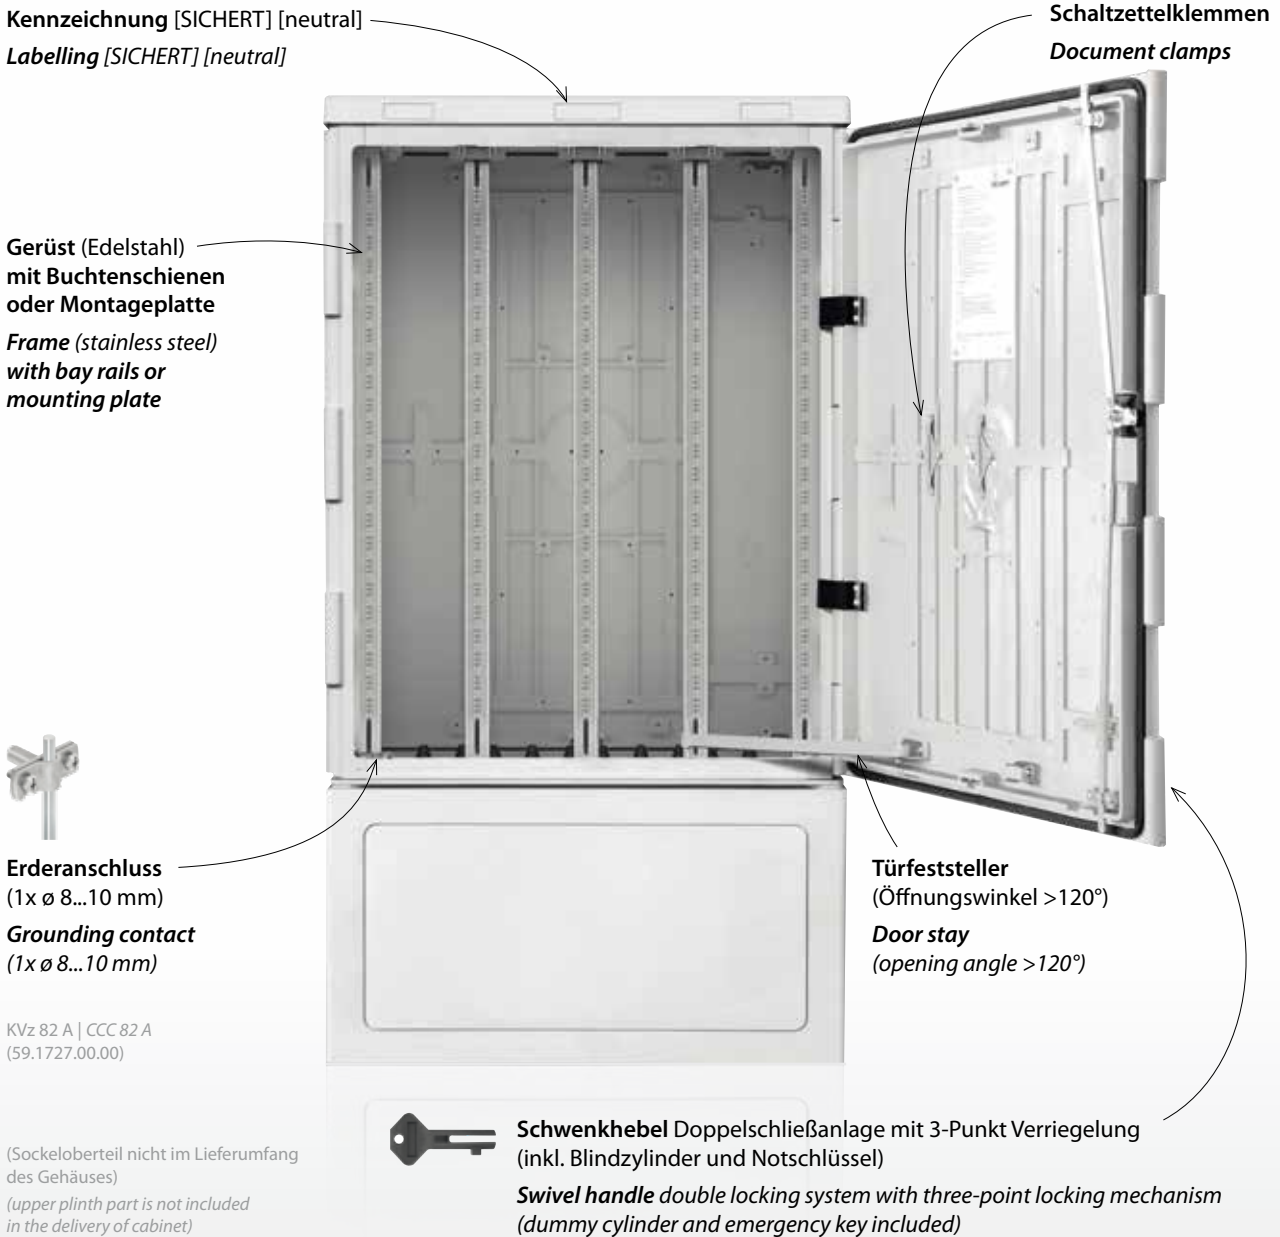 Kennzeichnung [SICHERT] [neutral]
Labelling [SICHERT] [neutral]
Schaltzettelklemmen
Document clamps
Gerüst (Edelstahl)
mit Buchtenschienen
oder Montageplatte
Frame (stainless steel)
with bay rails or
mounting plate
Erderanschluss
(1x ø 8...10 mm)
Grounding contact
(1x ø 8...10 mm)
Türfeststeller
(Öffnungswinkel >120°)
Door stay
(opening angle >120°)
KVz 82 A | CCC 82 A
(59.1727.00.00)
(Sockeloberteil nicht im Lieferumfang
des Gehäuses)
(upper plinth part is not included
in the delivery of cabinet)
Schwenkhebel Doppelschließanlage mit 3-Punkt Verriegelung
(inkl. Blindzylinder und Notschlüssel)
Swivel handle double locking system with three-point locking mechanism
(dummy cylinder and emergency key included)